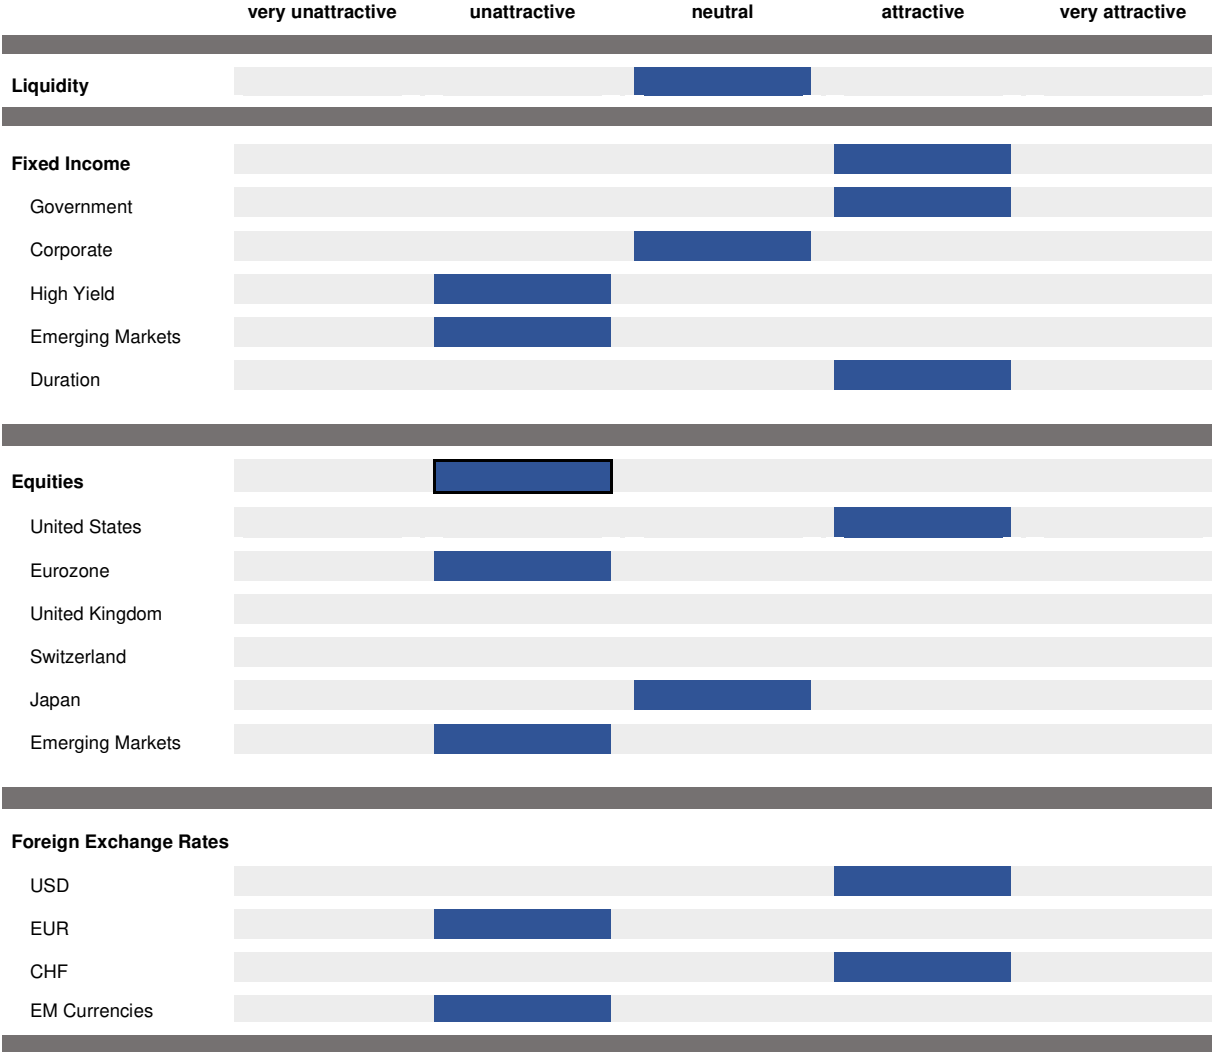 very unattractive unattractive neutral attractive very attractive
Liquidity
Fixed Income
Government
Corporate
High Yield
Emerging Markets
Duration
Equities
United States
Eurozone
United Kingdom
Switzerland
Japan
Emerging Markets
Foreign Exchange Rates
USD
EUR
CHF
EM Currencies